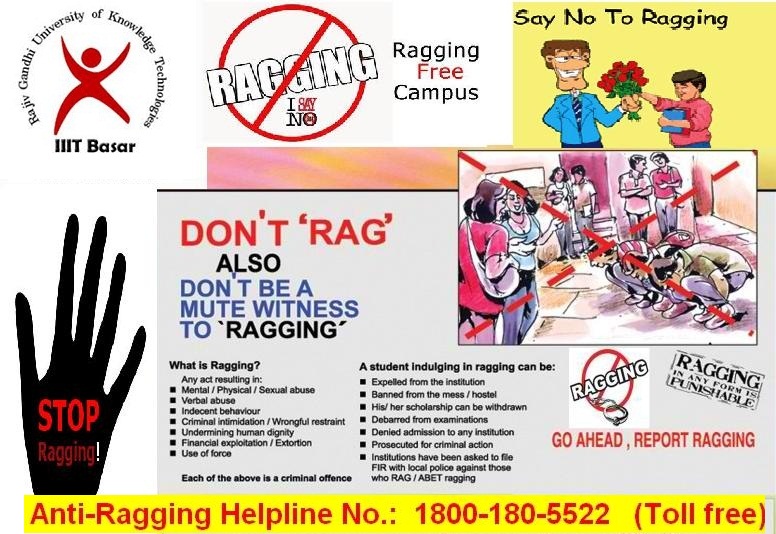 Rajiv Gandhi University of Knowledge Technologies
IIIT Basar
RAGGING
I SAY
NO
Ragging
Free
Campus
Say No To Ragging
DON'T ‘RAG’
ALSO
DON'T BE A
MUTE WITNESS
TO `RAGGING´
What is Ragging?
Any act resulting in:
■ Mental / Physical / Sexual abuse
■ Verbal abuse
■ Indecent behaviour
■ Criminal intimidation / Wrongful restraint
■ Undermining human dignity
■ Financial exploitation / Extortion
■ Use of force
Each of the above is a criminal offence
A student indulging in ragging can be:
■ Expelled from the institution
■ Banned from the mess / hostel
■ His/ her scholarship can be withdrawn
■ Debarred from examinations
■ Denied admission to any institution
■ Prosecuted for criminal action
■ Institutions have been asked to file
FIR with local police against those
who RAG / ABET ragging
RAGGING
RAGGING
IN ANY FORM IS
PUNISHABLE
GO AHEAD , REPORT RAGGING
STOP
Ragging!
Anti-Ragging Helpline No.: 1800-180-5522 (Toll free)